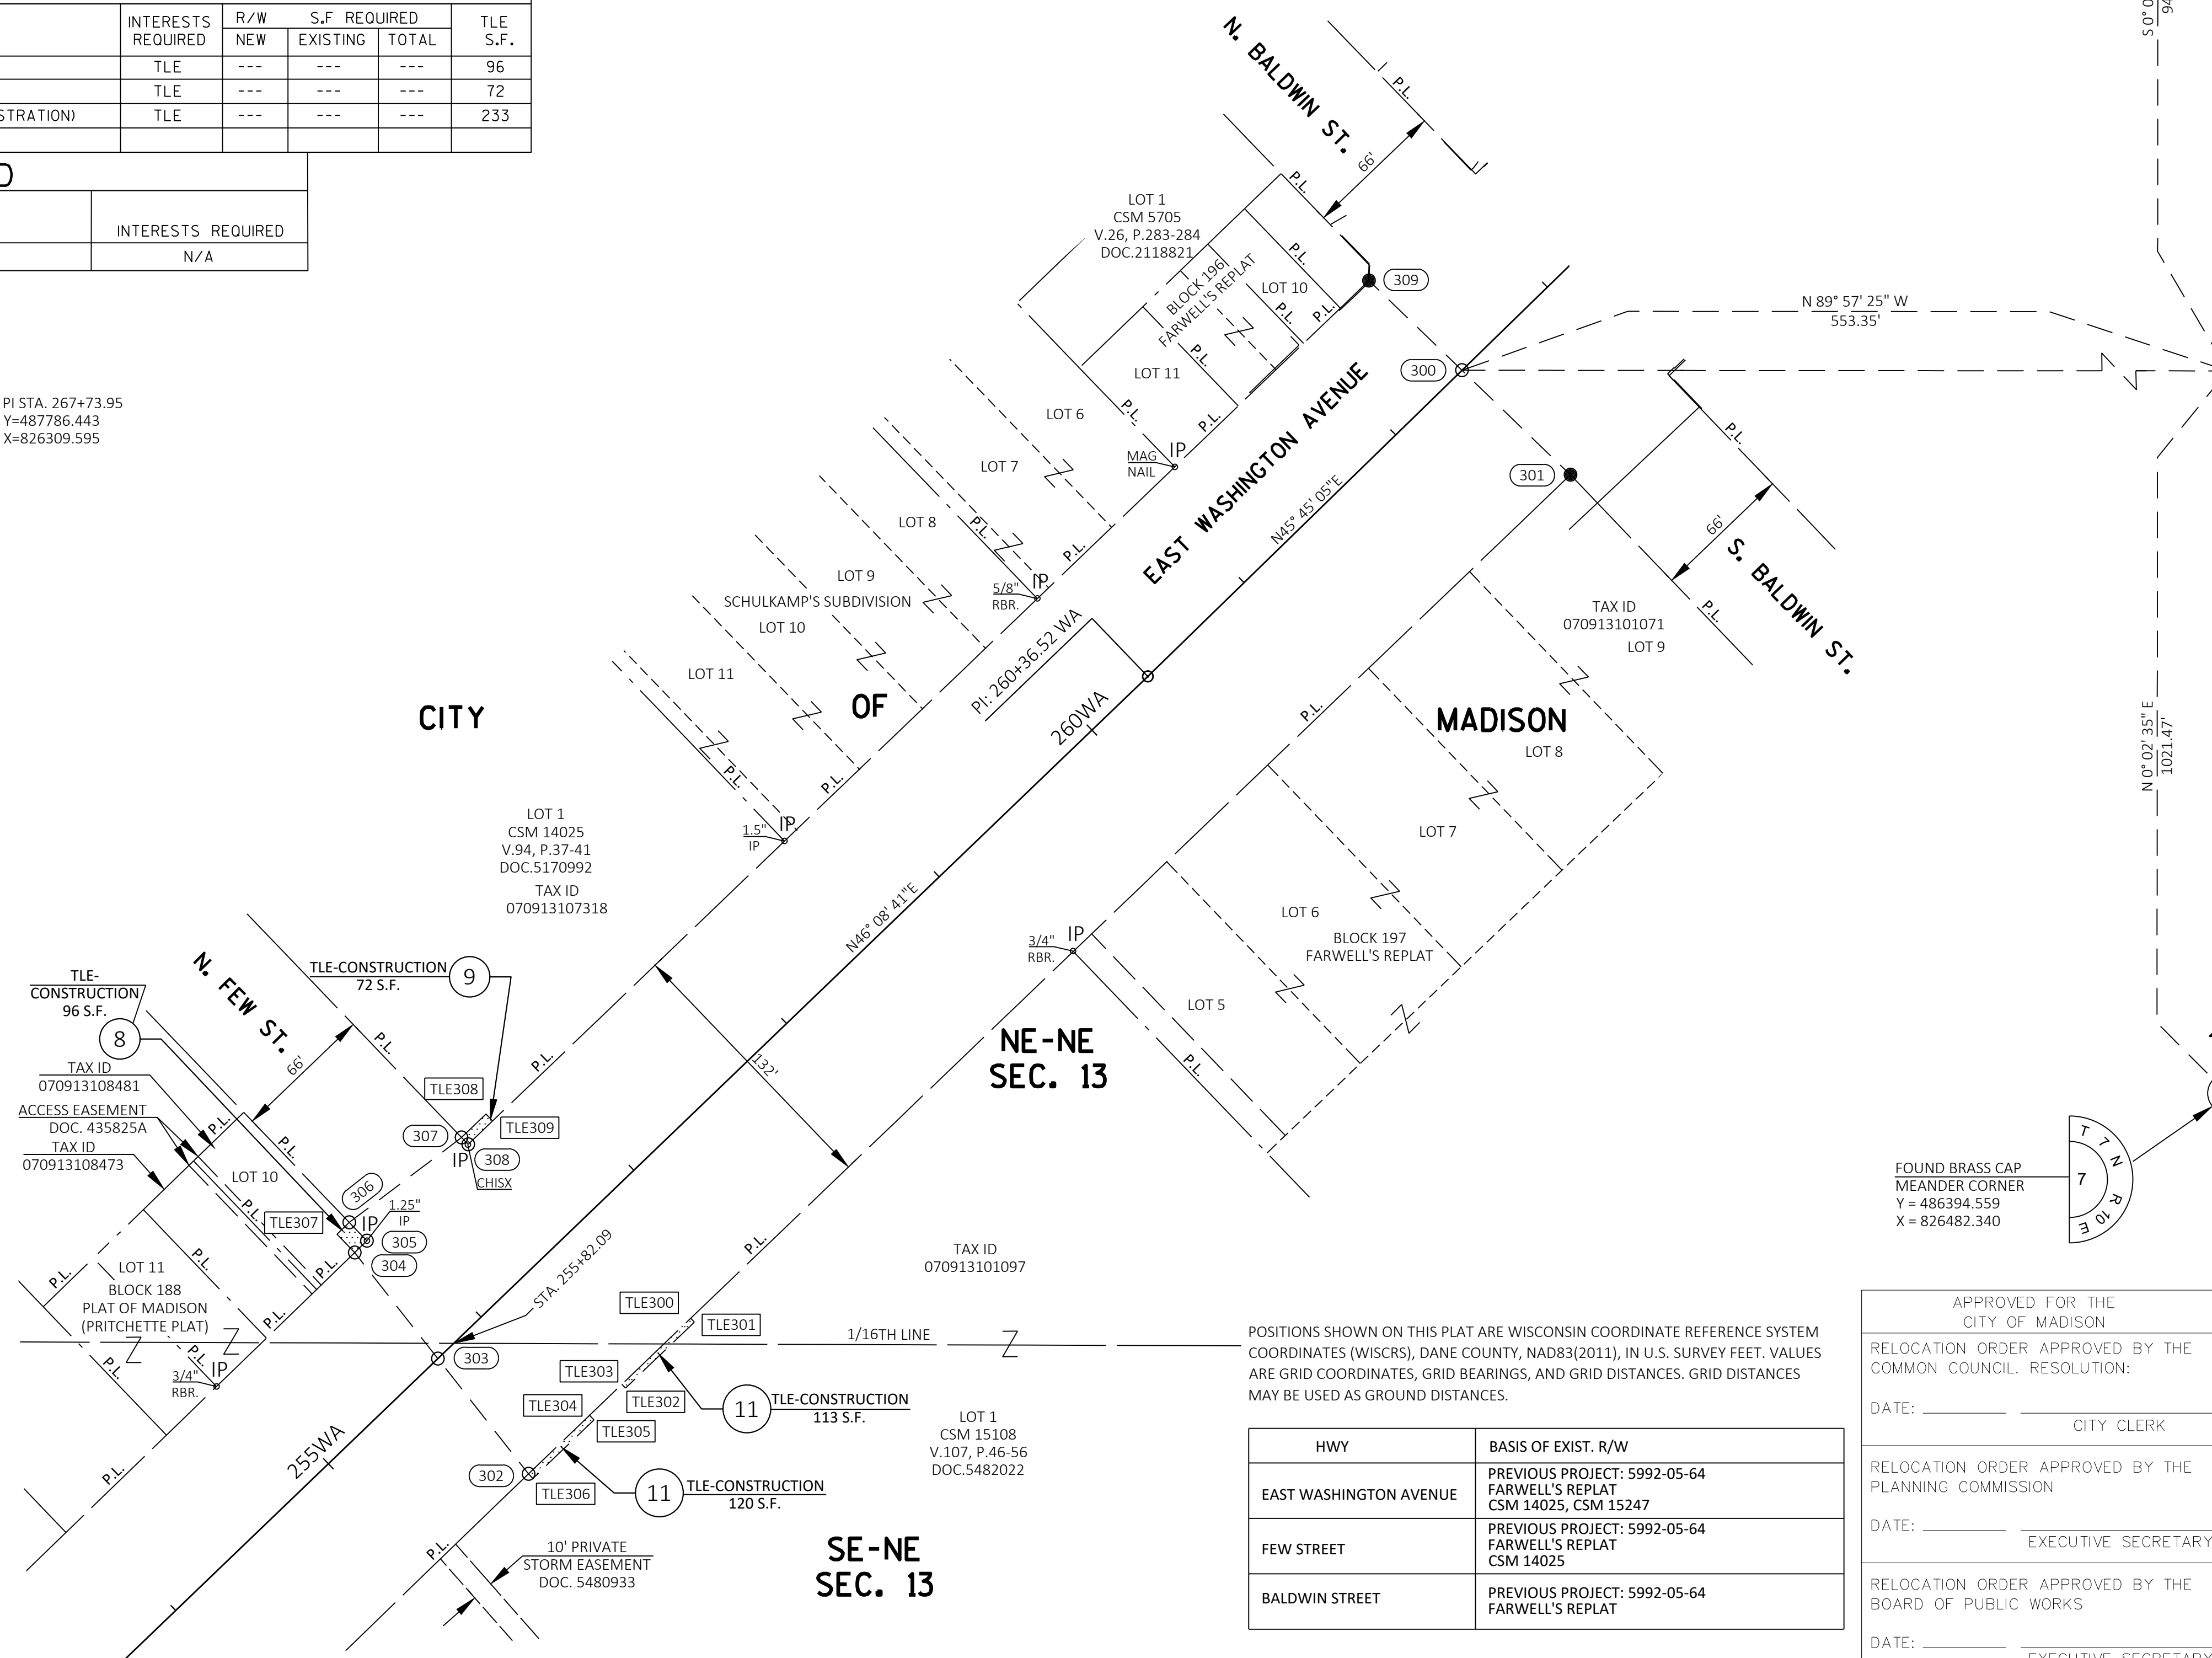 INTERESTS REQUIRED
R/W
S.F REQUIRED
TLE S.F.
NEW
EXISTING
TOTAL
TLE --- --- --- 96
TLE --- --- --- 72
STRATION) TLE --- --- --- 233
D
INTERESTS REQUIRED
N/A
PI STA. 267+73.95
Y=487786.443
X=826309.595
N. BALDWIN ST.
P.L.
66'
P.L.
LOT 1
CSM 5705
V.26, P.283-284
DOC.2118821
BLOCK 196
FARWELL'S REPLAT
P.L.
LOT 10
P.L.
P.L.
309
P.L.
LOT 11
P.L.
P.L.
LOT 6
MAG
NAIL
IP
LOT 7
LOT 8
P.L.
P.L.
5/8"
RBR.
IP
LOT 9
SCHULKAMP'S SUBDIVISION
LOT 10
LOT 11
P.L.
P.L.
1.5"
IP
IP
300
301
N 89° 57' 25" W
553.35'
S 0° 0
94
N 0° 02' 35" E
1021.47'
EAST WASHINGTON AVENUE
N45° 45' 05"E
PI: 260+36.52 WA
260WA
P.L.
66'
S. BALDWIN ST.
P.L.
TAX ID
070913101071
LOT 9
P.L.
CITY
OF
MADISON
LOT 8
LOT 7
LOT 6
BLOCK 197
FARWELL'S REPLAT
LOT 5
P.L.
3/4"
RBR.
IP
NE-NE
SEC. 13
LOT 1
CSM 14025
V.94, P.37-41
DOC.5170992
TAX ID
070913107318
N46° 08' 41"E
132'
P.L.
P.L.
N. FEW ST.
66'
P.L.
TLE-CONSTRUCTION
72 S.F.
9
TLE-
CONSTRUCTION
96 S.F.
8
TAX ID
070913108481
ACCESS EASEMENT
DOC. 435825A
TAX ID
070913108473
P.L.
P.L.
LOT 10
P.L.
TLE307
306
1.25"
IP
IP
305
304
TLE308
307
TLE309
IP
308
CHISX
P.L.
P.L.
P.L.
LOT 11
BLOCK 188
PLAT OF MADISON
(PRITCHETTE PLAT)
P.L.
P.L.
P.L.
3/4"
RBR.
IP
P.L.
255WA
303
STA. 255+82.09
TLE300
TLE301
TLE303
TLE302
TLE304
TLE305
302
TLE306
11
TLE-CONSTRUCTION
113 S.F.
11
TLE-CONSTRUCTION
120 S.F.
1/16TH LINE
TAX ID
070913101097
LOT 1
CSM 15108
V.107, P.46-56
DOC.5482022
P.L.
10' PRIVATE
STORM EASEMENT
DOC. 5480933
SE-NE
SEC. 13
FOUND BRASS CAP
MEANDER CORNER
Y = 486394.559
X = 826482.340
T 7 N R 10 E
7
POSITIONS SHOWN ON THIS PLAT ARE WISCONSIN COORDINATE REFERENCE SYSTEM
COORDINATES (WISCRS), DANE COUNTY, NAD83(2011), IN U.S. SURVEY FEET. VALUES
ARE GRID COORDINATES, GRID BEARINGS, AND GRID DISTANCES. GRID DISTANCES
MAY BE USED AS GROUND DISTANCES.
HWY
BASIS OF EXIST. R/W
EAST WASHINGTON AVENUE
PREVIOUS PROJECT: 5992-05-64
FARWELL'S REPLAT
CSM 14025, CSM 15247
FEW STREET
PREVIOUS PROJECT: 5992-05-64
FARWELL'S REPLAT
CSM 14025
BALDWIN STREET
PREVIOUS PROJECT: 5992-05-64
FARWELL'S REPLAT
APPROVED FOR THE
CITY OF MADISON
RELOCATION ORDER APPROVED BY THE
COMMON COUNCIL. RESOLUTION:
DATE:
CITY CLERK
RELOCATION ORDER APPROVED BY THE
PLANNING COMMISSION
DATE:
EXECUTIVE SECRETARY
RELOCATION ORDER APPROVED BY THE
BOARD OF PUBLIC WORKS
DATE:
EXECUTIVE SECRETARY